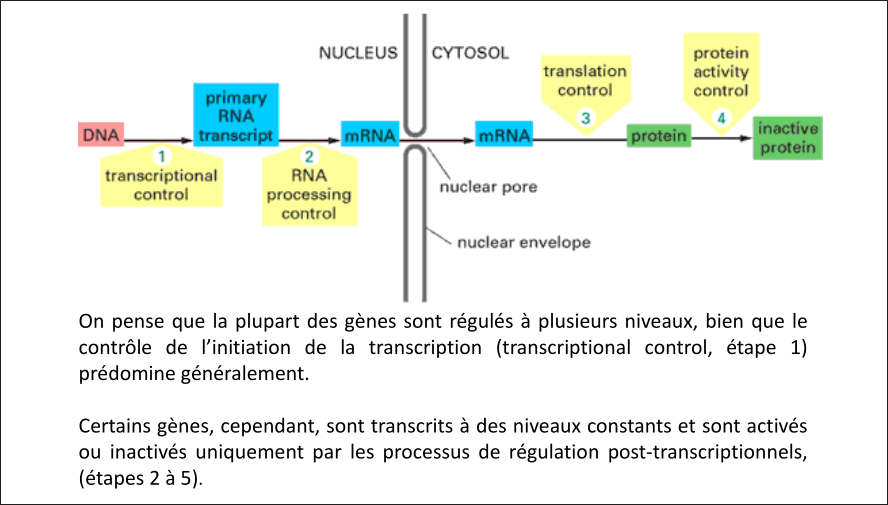 NUCLEUS
CYTOSOL
protein
activity
control
4
translation
control
3
primary
RNA
transcript
DNA
mRNA
mRNA
protein
inactive
protein
1
transcriptional
control
2
RNA
processing
control
nuclear pore
nuclear envelope
On pense que la plupart des gènes sont régulés à plusieurs niveaux, bien que le
contrôle de l’initiation de la transcription (transcriptional control, étape 1)
prédomine généralement.
Certains gènes, cependant, sont transcrits à des niveaux constants et sont activés
ou inactivés uniquement par les processus de régulation post-transcriptionnels,
(étapes 2 à 5).